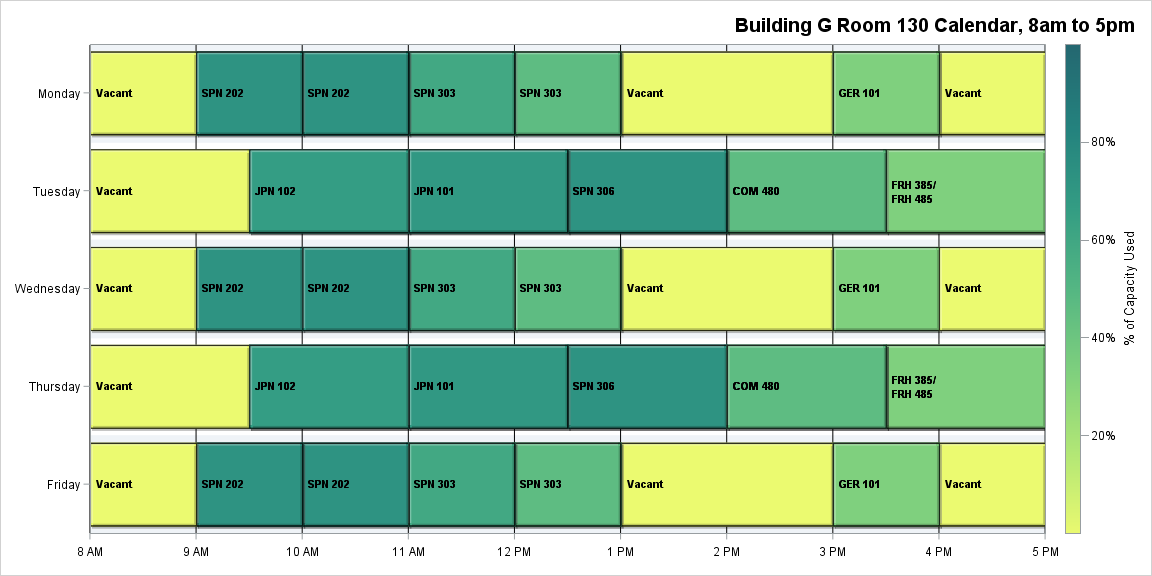 Building G Room 130 Calendar, 8am to 5pm
Monday
Vacant
SPN 202
SPN 202
SPN 303
SPN 303
Vacant
GER 101
Vacant
Tuesday
Vacant
JPN 102
JPN 101
SPN 306
COM 480
FRH 385/
FRH 485
Wednesday
Vacant
SPN 202
SPN 202
SPN 303
SPN 303
Vacant
GER 101
Vacant
Thursday
Vacant
JPN 102
JPN 101
SPN 306
COM 480
FRH 385/
FRH 485
Friday
Vacant
SPN 202
SPN 202
SPN 303
SPN 303
Vacant
GER 101
Vacant
8 AM
9 AM
10 AM
11 AM
12 PM
1 PM
2 PM
3 PM
4 PM
5 PM
80%
60%
40%
20%
% of Capacity Used